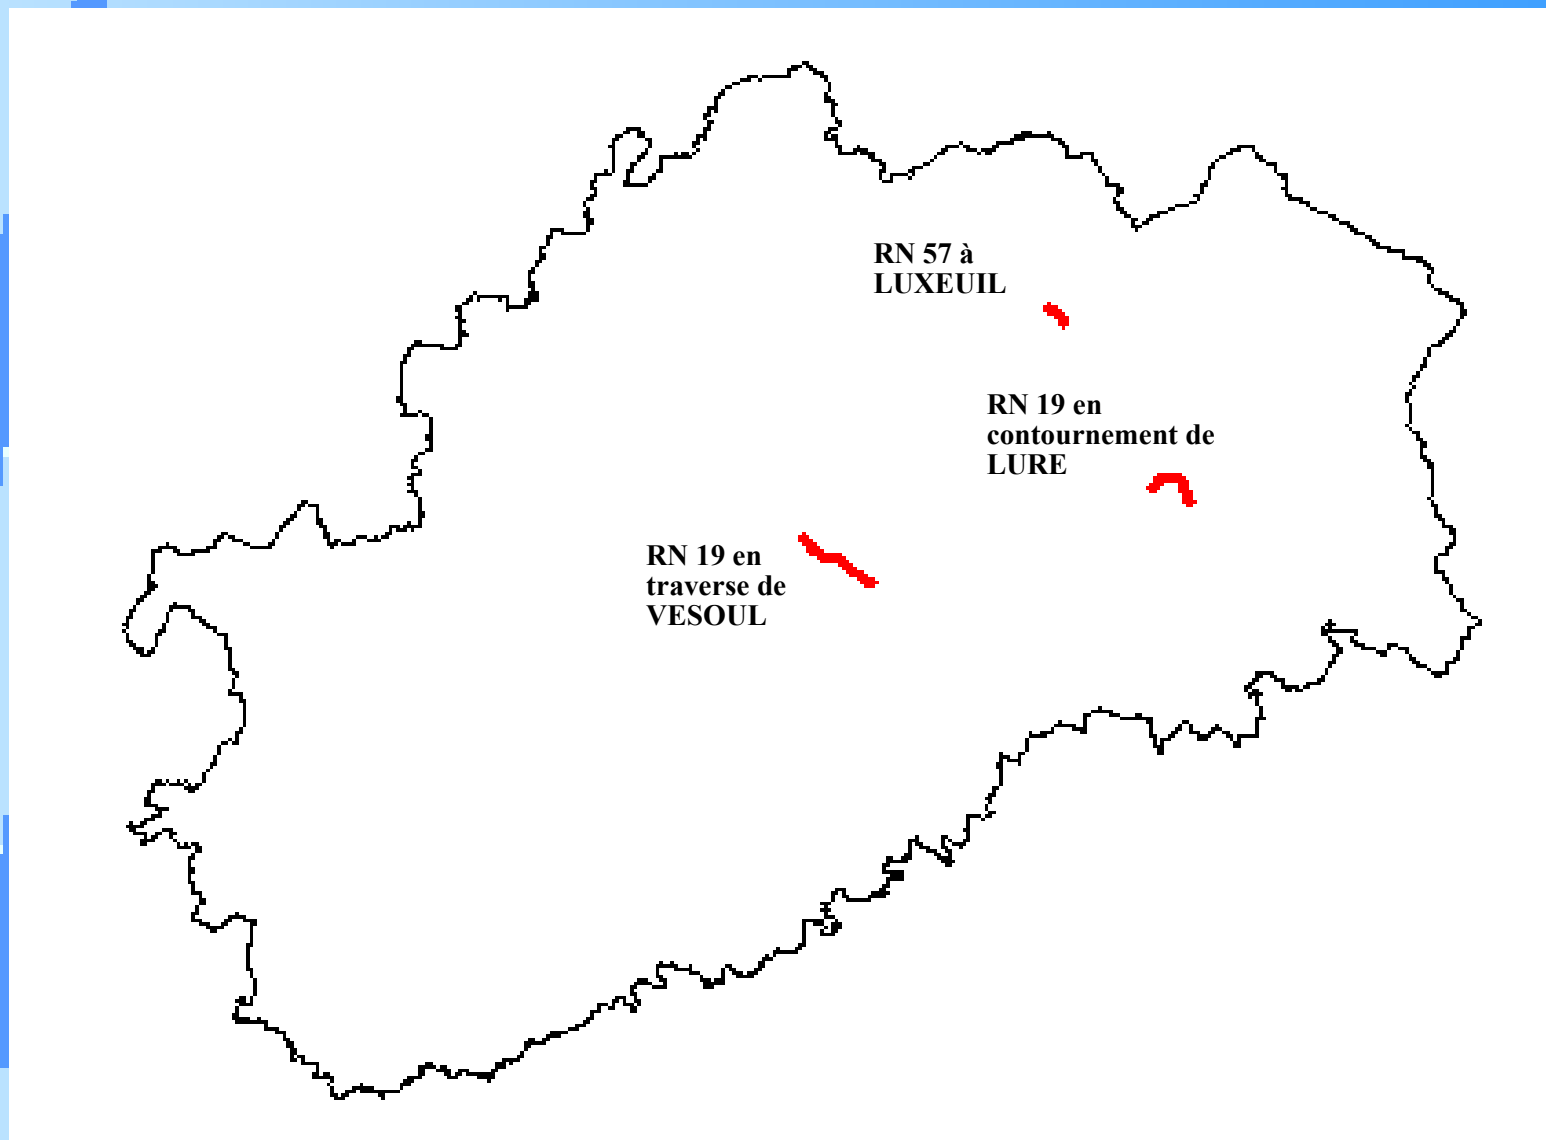 RN 57 à
LUXEUIL
RN 19 en
contournement de
LURE
RN 19 en
traverse de
VESOUL